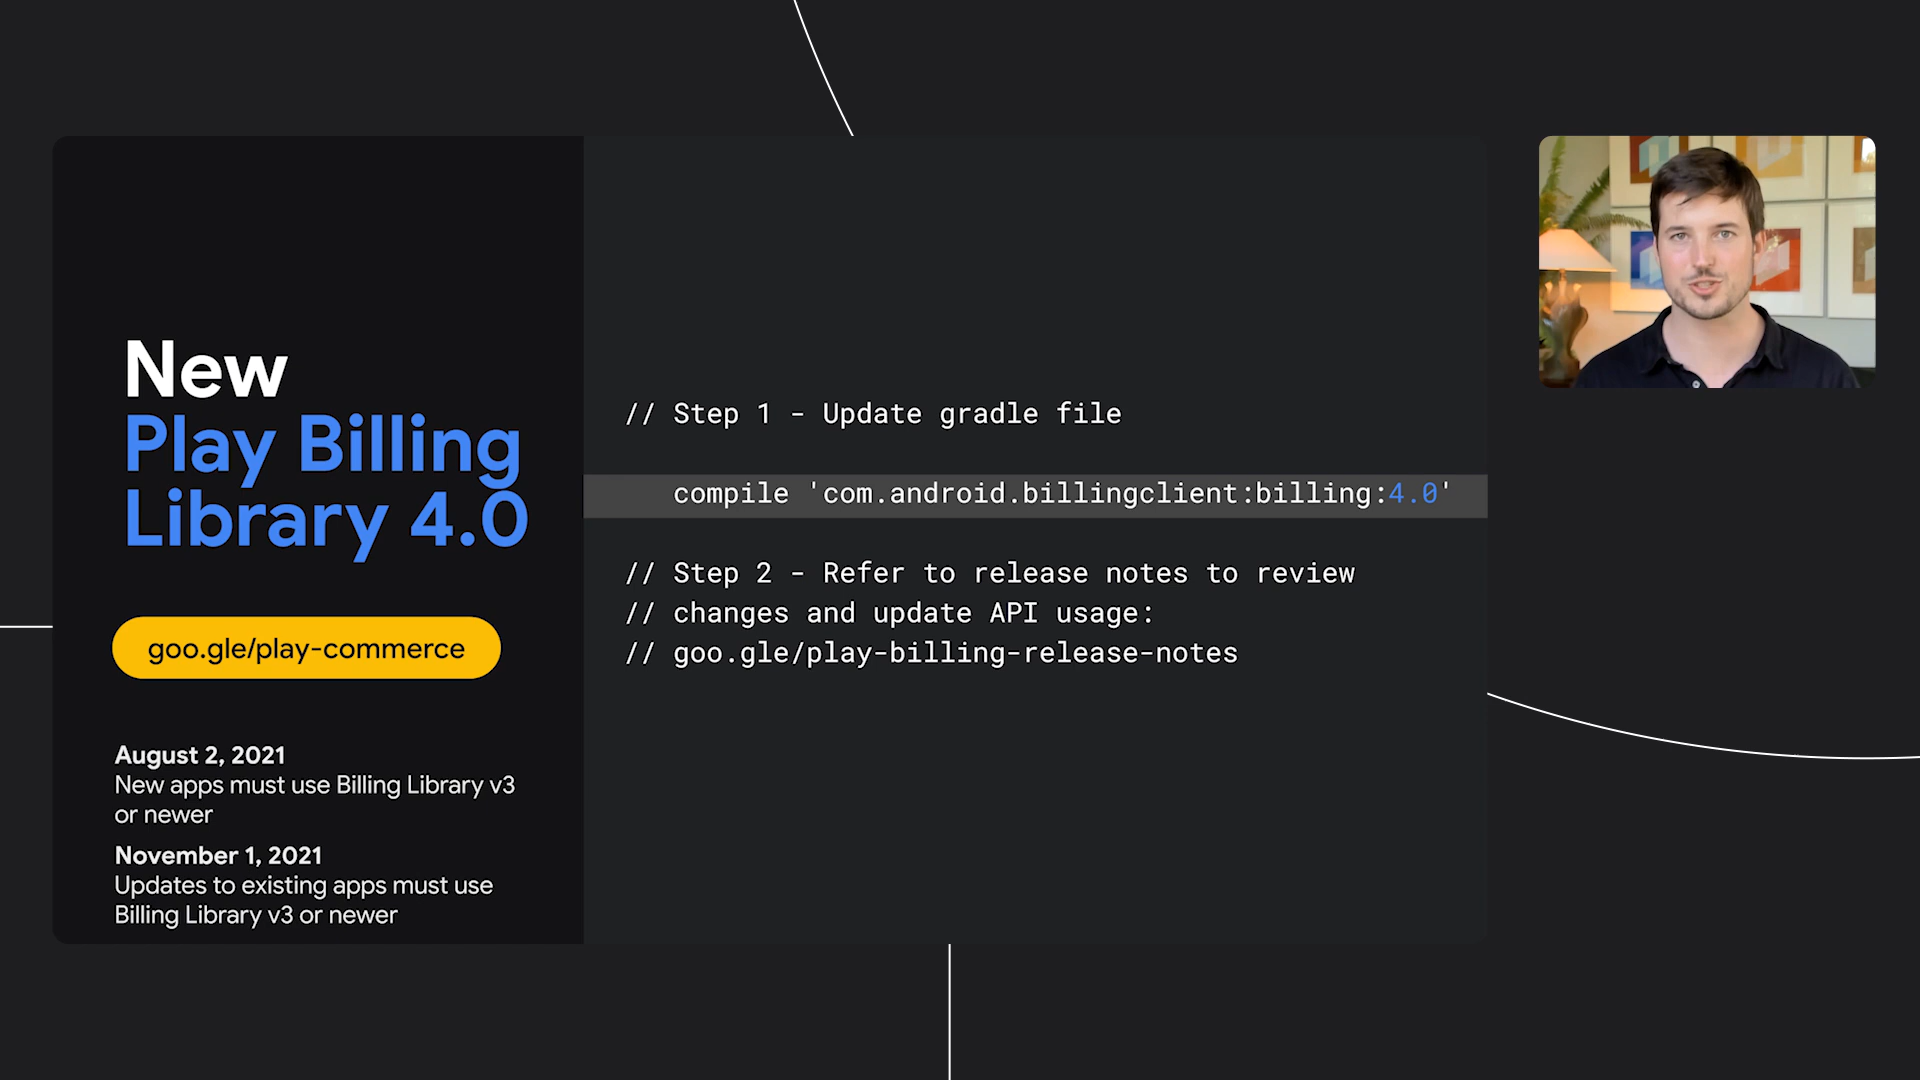 New
Play Billing
Library 4.0
goo.gle/play-commerce
August 2, 2021
New apps must use Billing Library v3
or newer
November 1, 2021
Updates to existing apps must use
Billing Library v3 or newer
// Step 1 - Update gradle file
compile 'com.android.billingclient:billing:4.0'
// Step 2 - Refer to release notes to review
// changes and update API usage:
// goo.gle/play-billing-release-notes